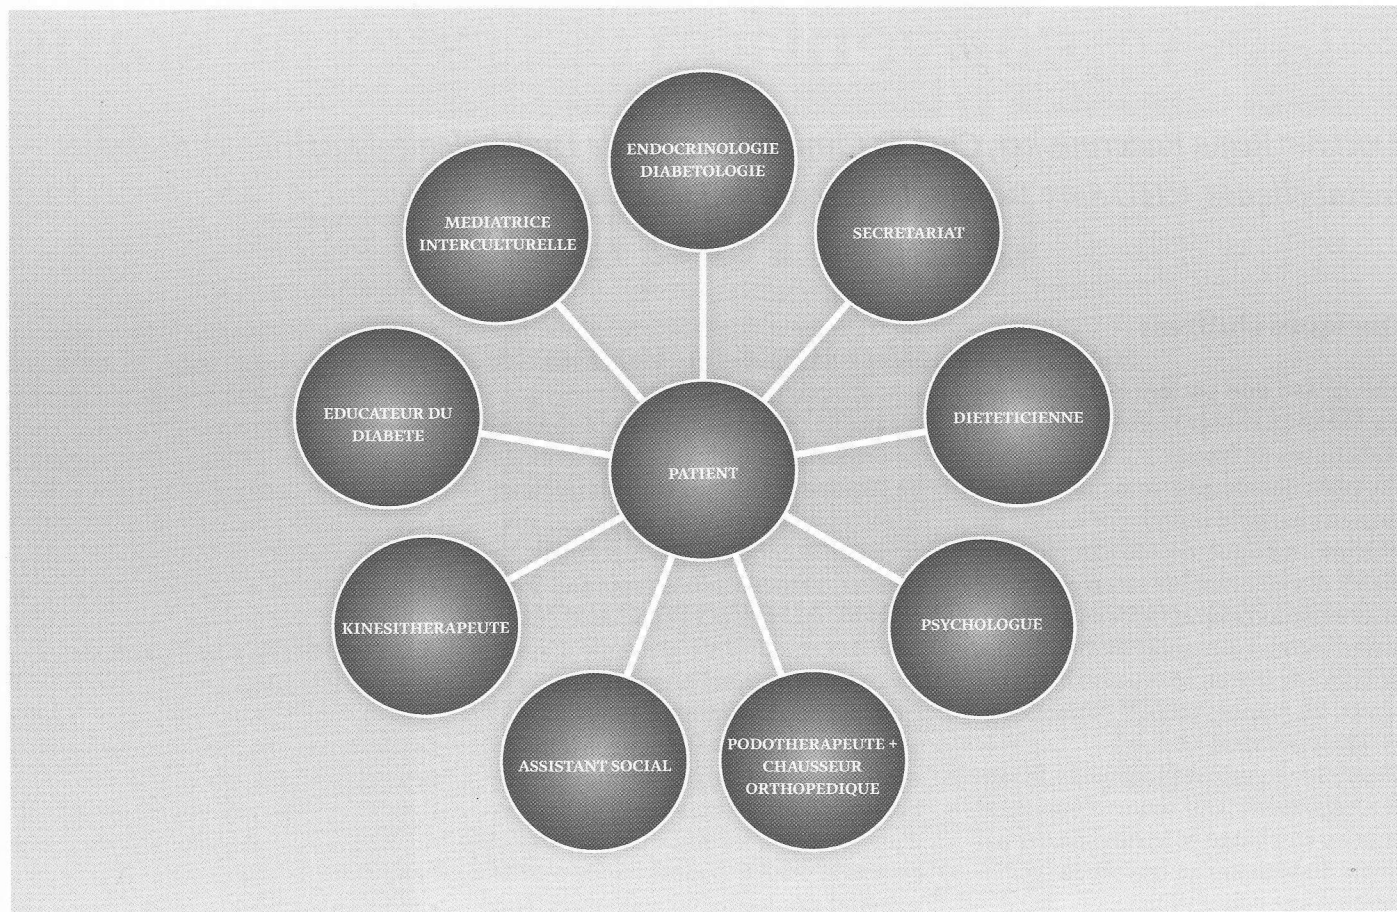 ENDOCRINOLOGIE
DIABETOLOGIE
MEDIATRICE
INTERCULTURELLE
SECRETARIAT
EDUCATEUR DU
DIABETE
DIETETICIENNE
PATIENT
KINESITHERAPEUTE
PSYCHOLOGUE
ASSISTANT SOCIAL
PODOTHERAPEUTE +
CHAUSSEUR
ORTHOPEDIQUE